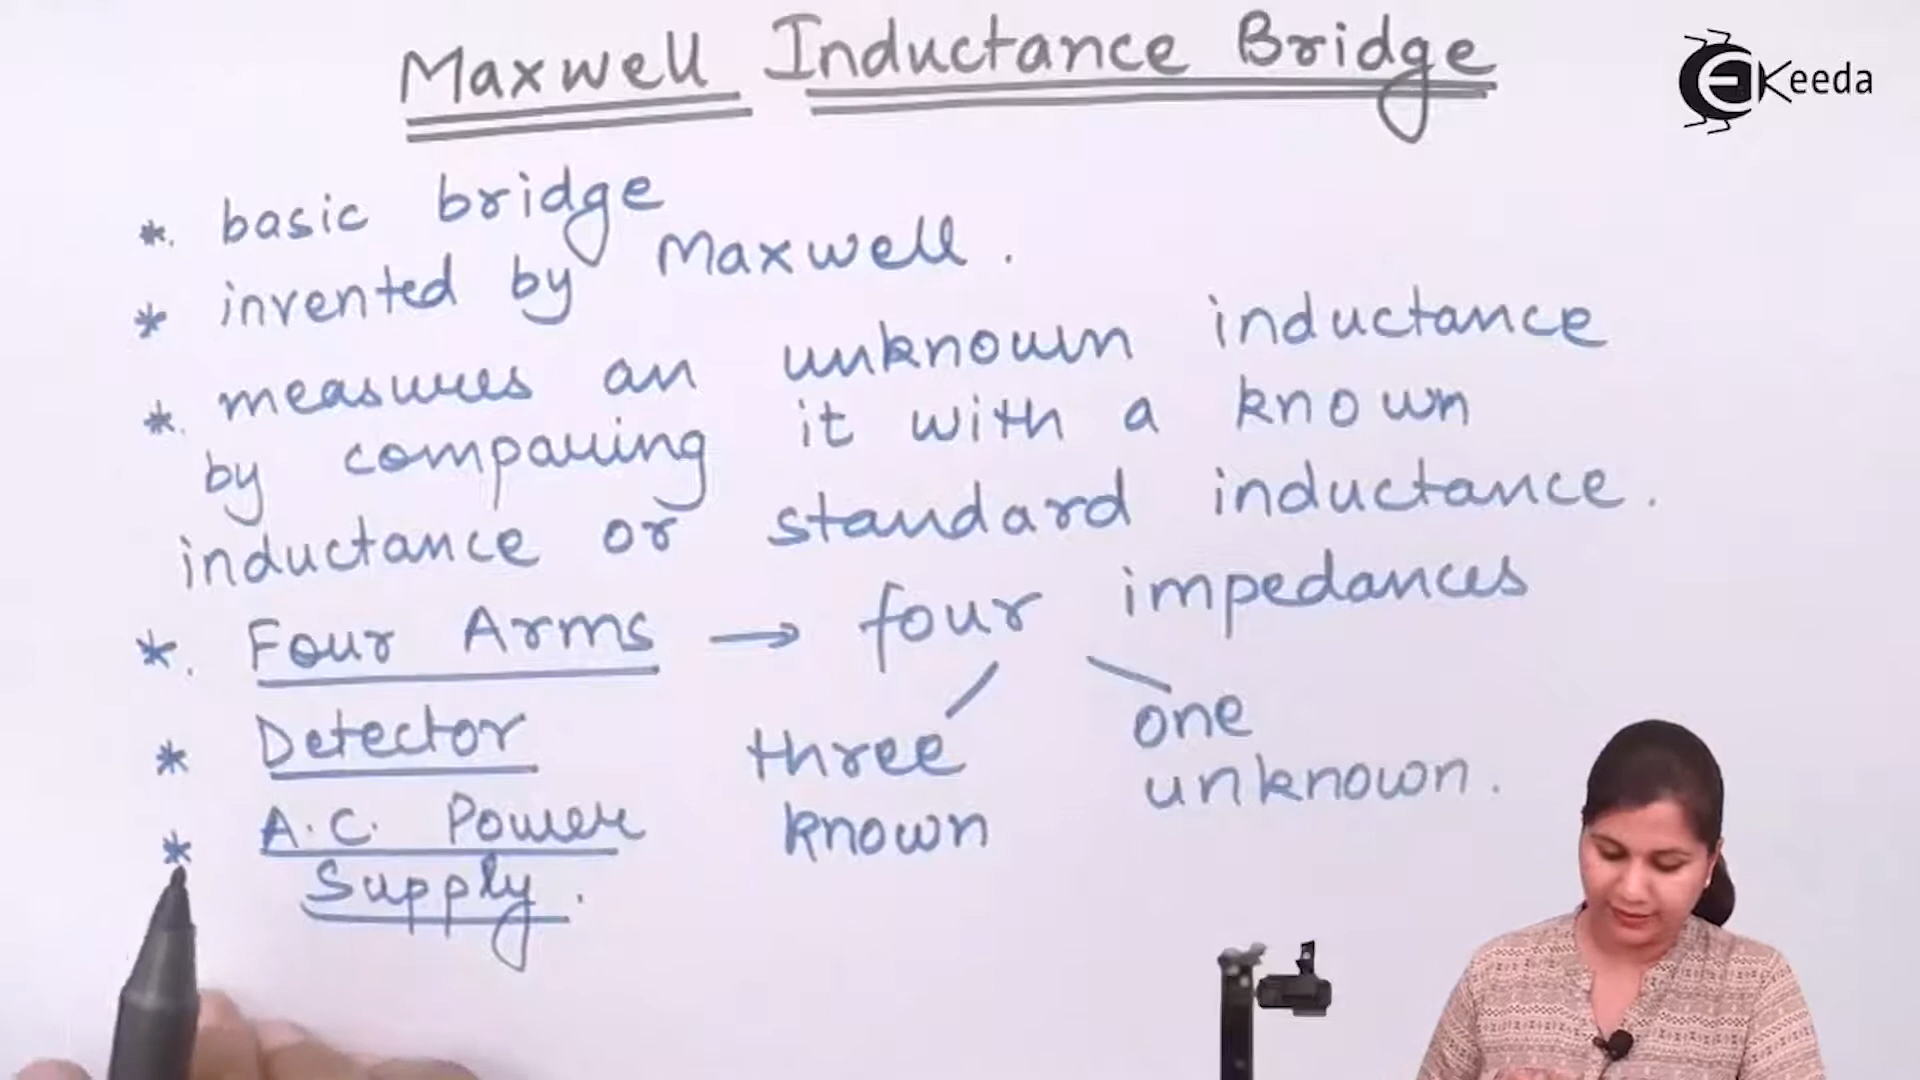 Maxwell Inductance Bridge
EKeeda
*. basic bridge
* invented by Maxwell.
*. measures an unknown inductance
by comparing it with a known
inductance or standard inductance.
*. Four Arms → four impedances
* Detector three one
known unknown.
* A.C. Power
Supply.